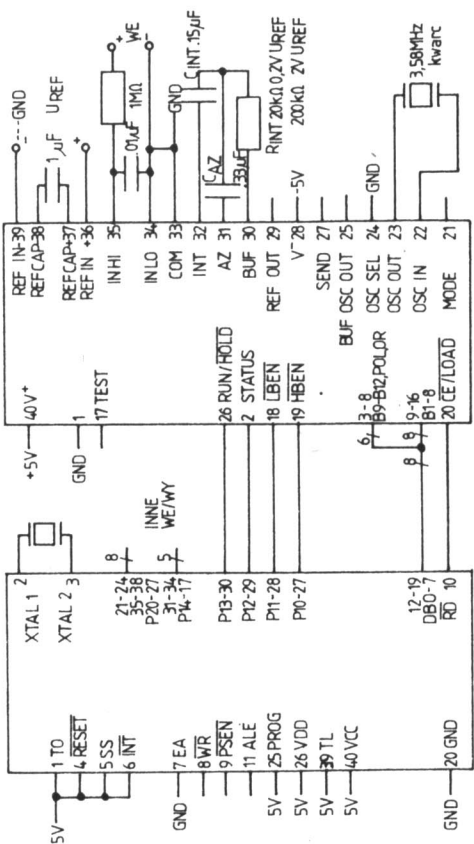 5V
1 TO
4 RESET
5 SS
6 INT
GND
7 EA
8 WR
9 PSEN
11 ALE
5V 25 PROG
5V 26 VDD
5V 39 TL
5V 40 VCC
GND 20 GND
XTAL 1 2
XTAL 2 3
21-24
35-38
P20-27
8
INNE
WE/WY
31-34
P14-17
5
P13-30
P12-29
P11-28
P10-27
12-19
DB0-7
8
RD 10
+5V
40 V+
GND
1
17 TEST
26 RUN/HOLD
2 STATUS
18 LBEN
19 HBEN
6
3-8
B9-B12,POL,OR
8
9-16
B1-8
20 CE/LOAD
REF IN-39
REFCAP-38
REFCAP+37
REF IN +36
IN HI 35
IN LO 34
COM 33
INT 32
AZ 31
BUF 30
REF OUT 29
V- 28
SEND 27
BUF OSC OUT 25
OSC SEL 24
OSC OUT 23
OSC IN 22
MODE 21
- ---GND
1µF
UREF
+
1MΩ
+
WE
-
.01µF
GND
CINT .15µF
CAZ
.33µF
RINT 20kΩ 0,2V UREF
200kΩ 2V UREF
-5V
GND
3,58MHz
kwarc